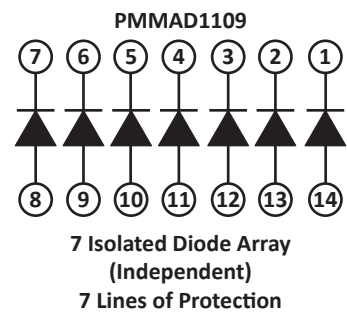 PMMAD1109
7 6 5 4 3 2 1
8 9 10 11 12 13 14
7 Isolated Diode Array
(Independent)
7 Lines of Protection